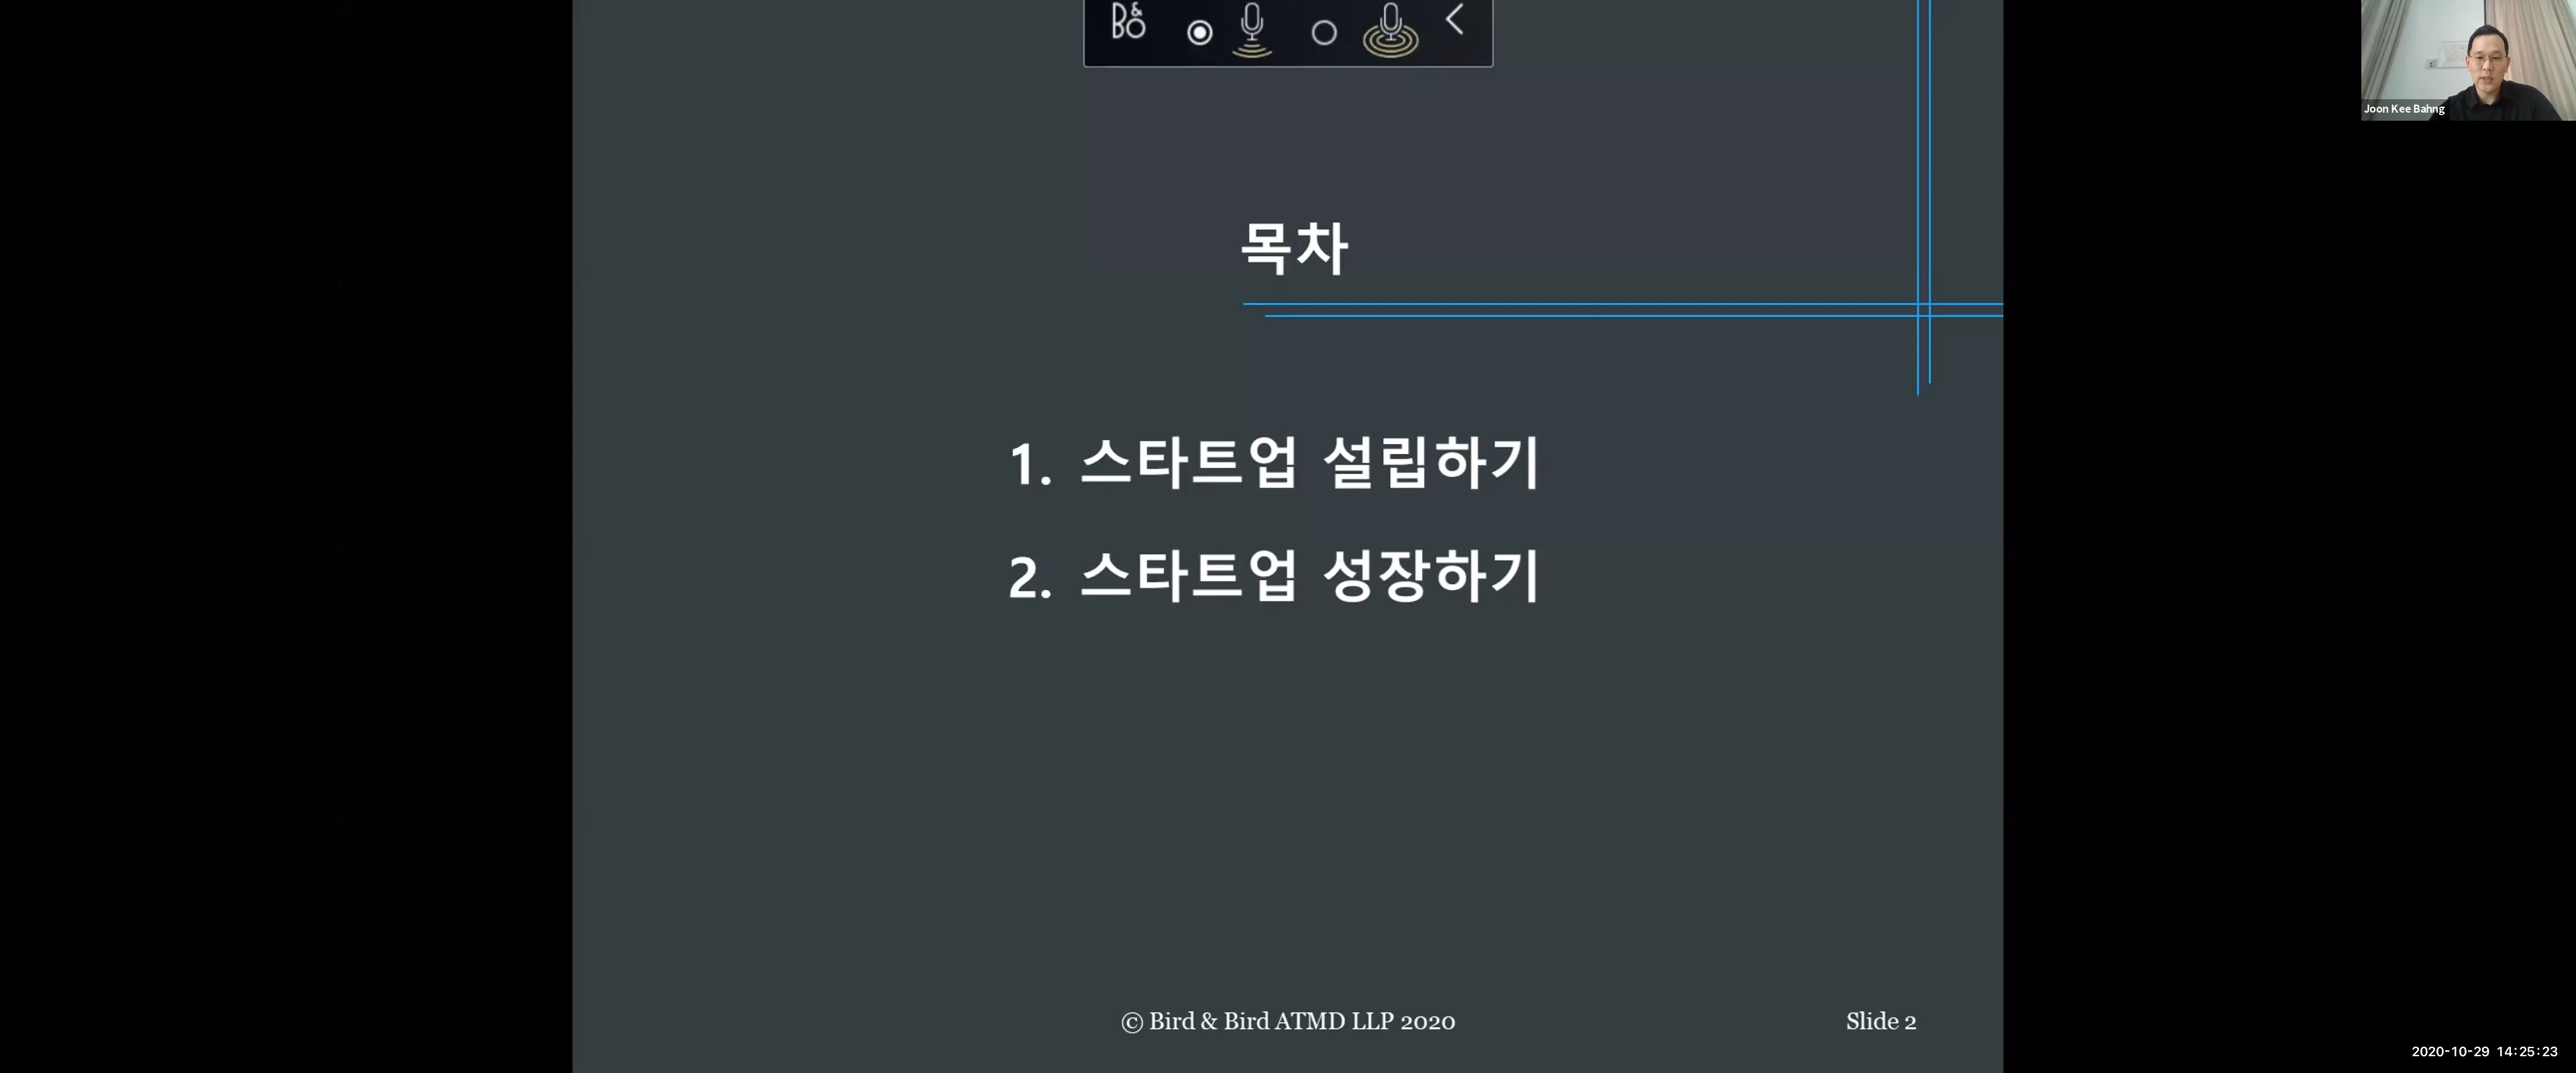 B&O
Joon Kee Bahng
목차
1. 스타트업 설립하기
2. 스타트업 성장하기
© Bird & Bird ATMD LLP 2020
Slide 2
2020-10-29 14:25:23